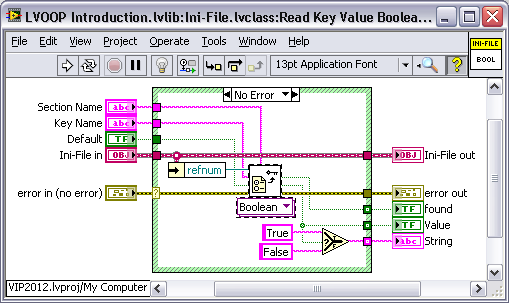 LVOOP Introduction.lvlib:Ini-File.lvclass:Read Key Value Boolea...
File Edit View Project Operate Tools Window Help
INI-FILE
BOOL
13pt Application Font
?
No Error
Section Name abc
Key Name abc
Default TF
Ini-File in OBJ
OBJ Ini-File out
refnum
error in (no error)
error out
?
Boolean
TF found
TF Value
True
abc String
?
False
VIP2012.lvproj/My Computer